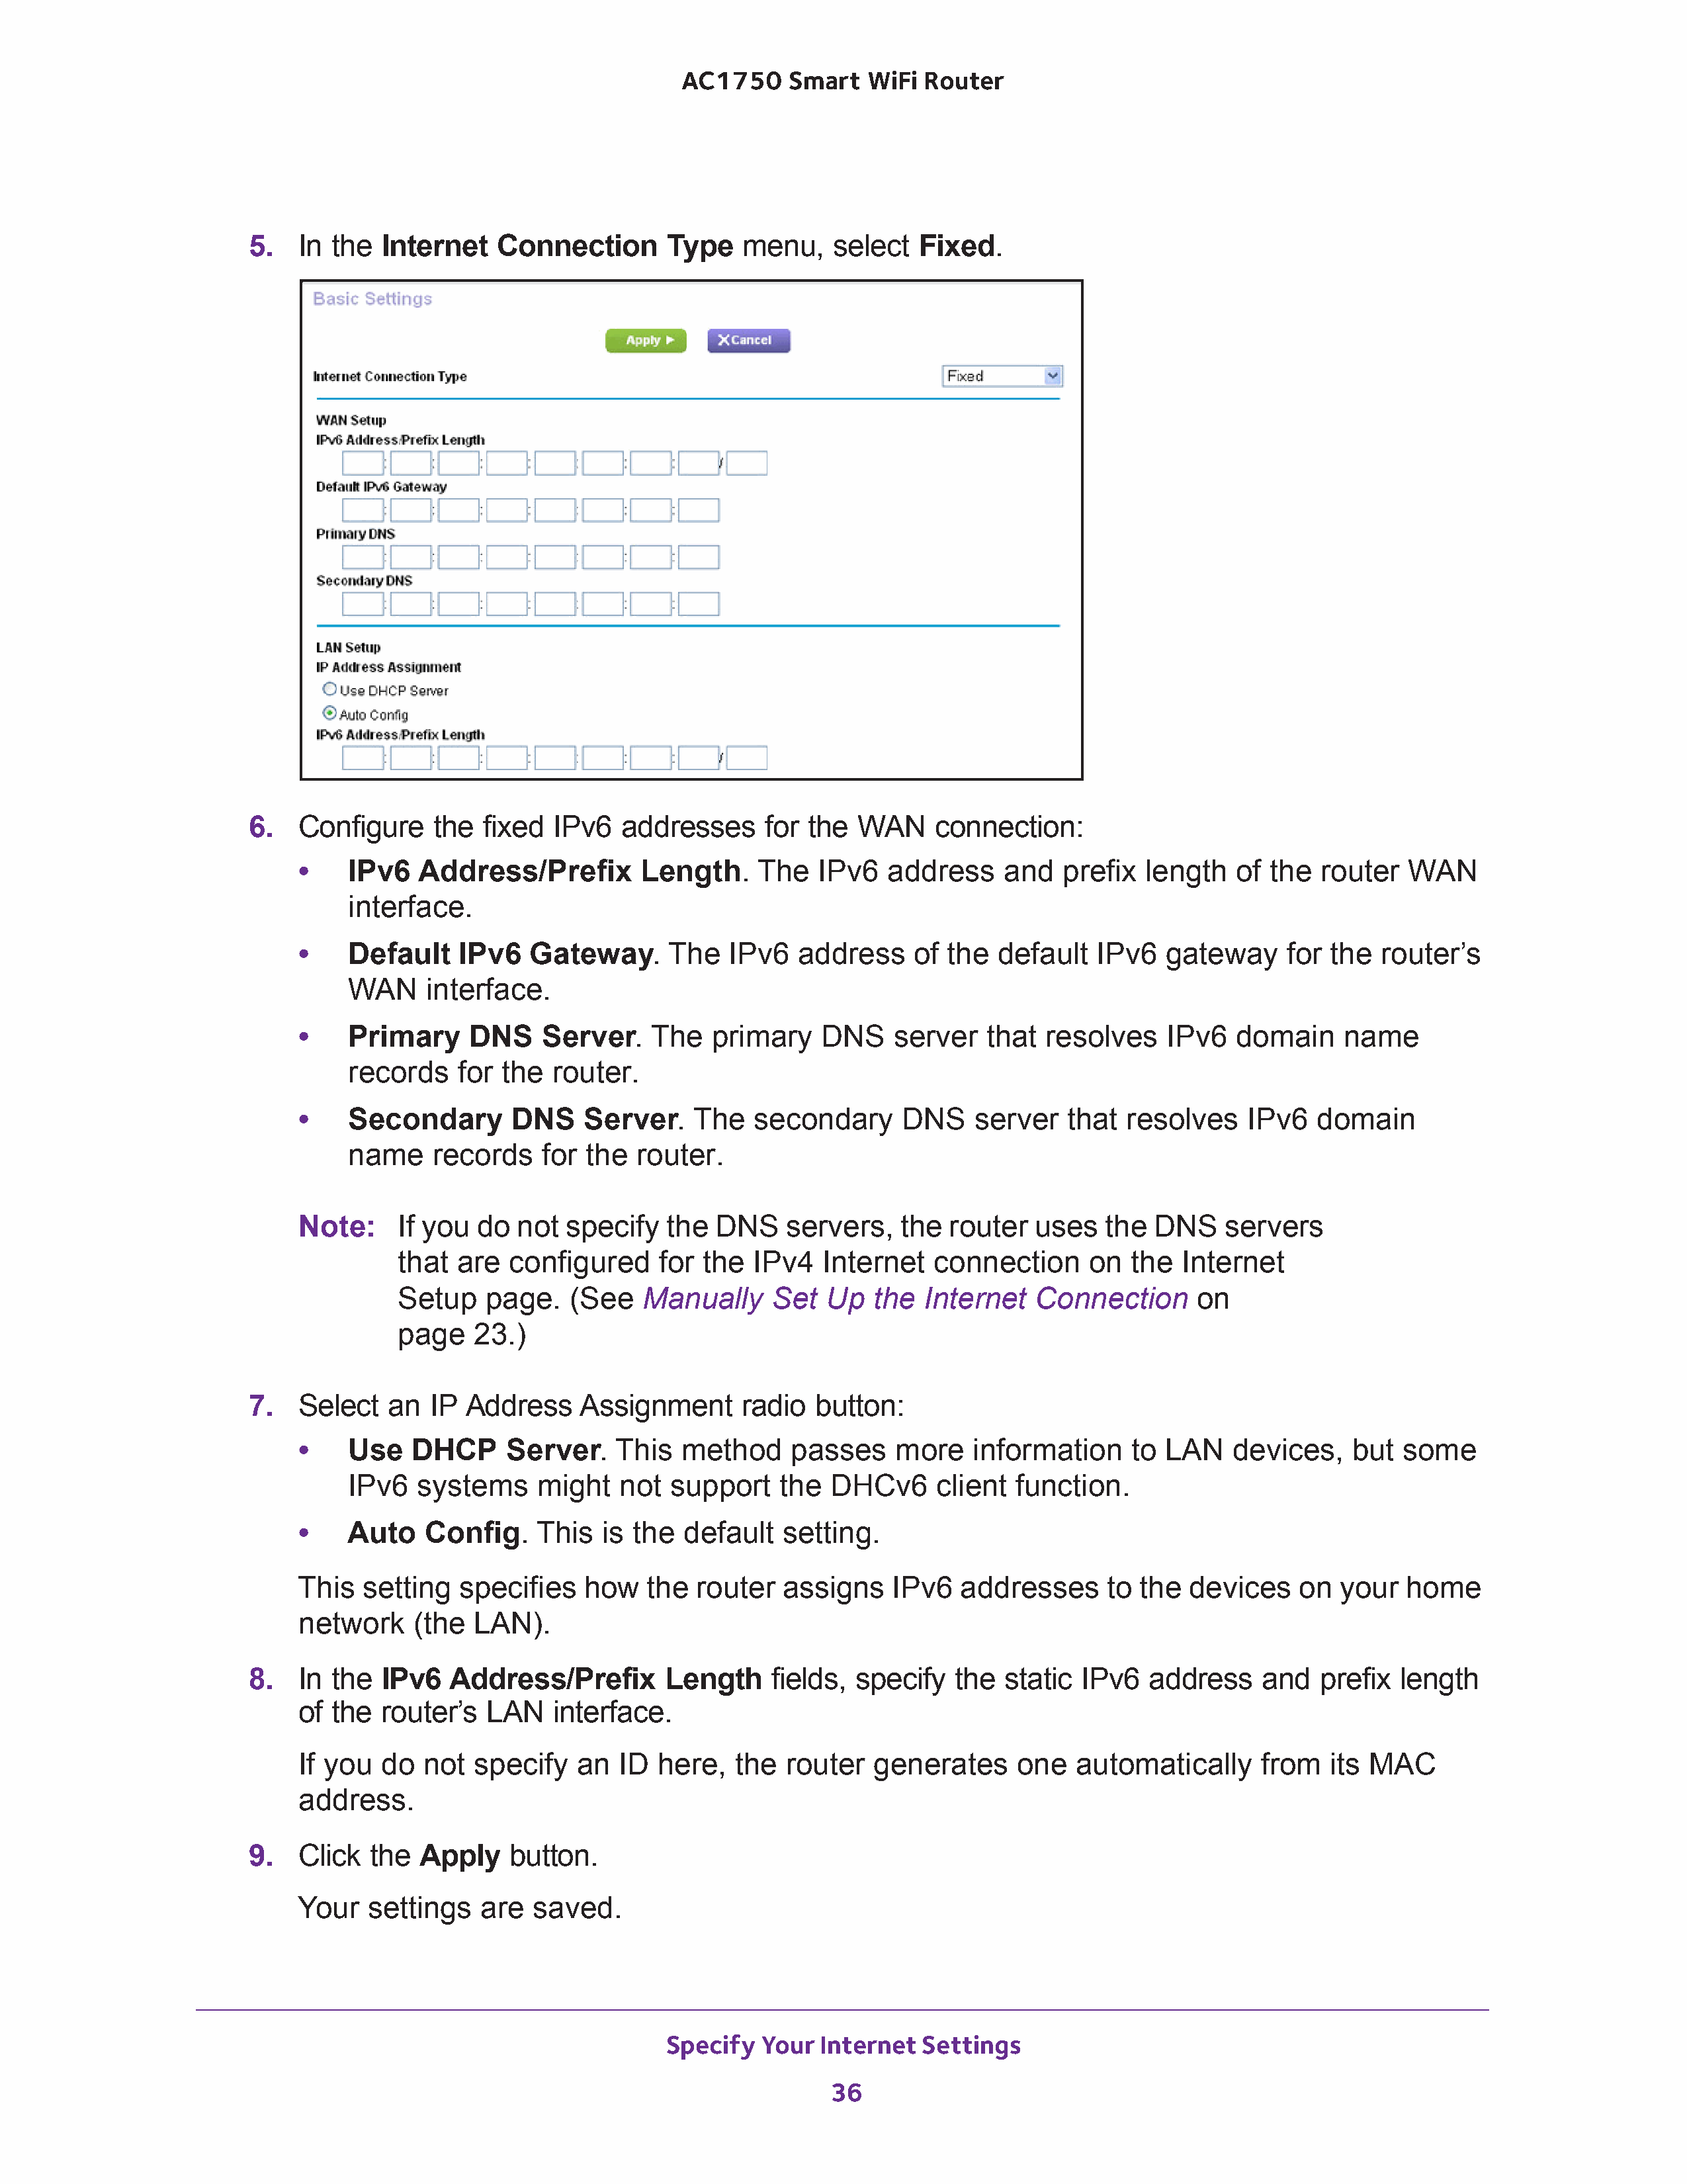 AC1750 Smart WiFi Router
5. In the Internet Connection Type menu, select Fixed.
Basic Settings
Apply ► XCancel
Internet Connection Type Fixed
WAN Setup
IPv6 Address/Prefix Length
: : : : : : : /
Default IPv6 Gateway
: : : : : : :
Primary DNS
: : : : : : :
Secondary DNS
: : : : : : :
LAN Setup
IP Address Assignment
Use DHCP Server
Auto Config
IPv6 Address/Prefix Length
: : : : : : : /
6. Configure the fixed IPv6 addresses for the WAN connection:
• IPv6 Address/Prefix Length. The IPv6 address and prefix length of the router WAN
interface.
• Default IPv6 Gateway. The IPv6 address of the default IPv6 gateway for the router’s
WAN interface.
• Primary DNS Server. The primary DNS server that resolves IPv6 domain name
records for the router.
• Secondary DNS Server. The secondary DNS server that resolves IPv6 domain
name records for the router.
Note: If you do not specify the DNS servers, the router uses the DNS servers
that are configured for the IPv4 Internet connection on the Internet
Setup page. (See Manually Set Up the Internet Connection on
page 23.)
7. Select an IP Address Assignment radio button:
• Use DHCP Server. This method passes more information to LAN devices, but some
IPv6 systems might not support the DHCv6 client function.
• Auto Config. This is the default setting.
This setting specifies how the router assigns IPv6 addresses to the devices on your home
network (the LAN).
8. In the IPv6 Address/Prefix Length fields, specify the static IPv6 address and prefix length
of the router’s LAN interface.
If you do not specify an ID here, the router generates one automatically from its MAC
address.
9. Click the Apply button.
Your settings are saved.
Specify Your Internet Settings
36